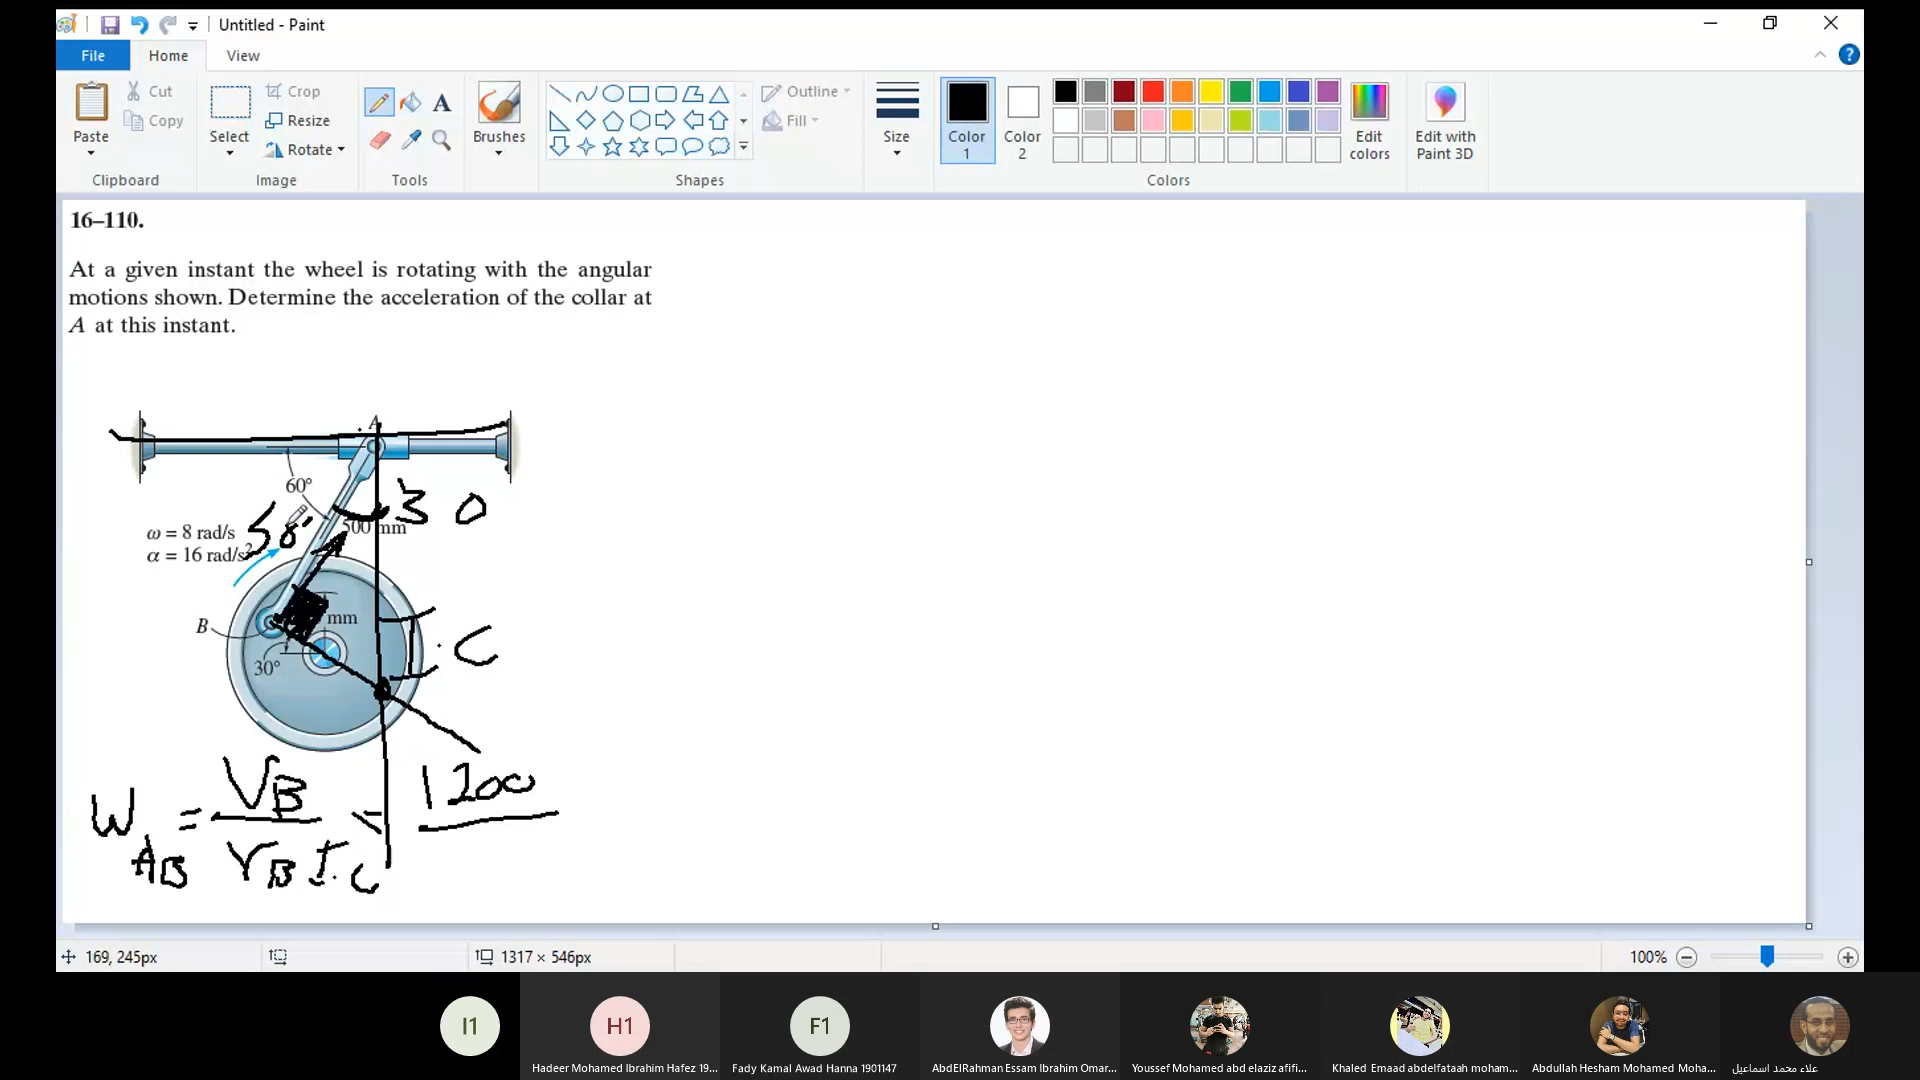 Untitled - Paint
File Home View
Paste
Cut
Copy
Clipboard
Select
Crop
Resize
Rotate
Image
A
Tools
Brushes
Outline
Fill
Shapes
Size
Color 1
Color 2
Edit colors
Edit with Paint 3D
Colors
?
16–110.
At a given instant the wheel is rotating with the angular
motions shown. Determine the acceleration of the collar at
A at this instant.
A
60°
30
500 mm
ω = 8 rad/s
α = 16 rad/s²
B
mm
30°
I.C
W AB = VB / rB I.C = 1200
169, 245px
1317 × 546px
100%
I1
H1
F1
Hadeer Mohamed Ibrahim Hafez 19...
Fady Kamal Awad Hanna 1901147
AbdElRahman Essam Ibrahim Omar...
Youssef Mohamed abd elaziz afifi...
Khaled Emaad abdelfataah moham...
Abdullah Hesham Mohamed Moha...
علاء محمد اسماعيل